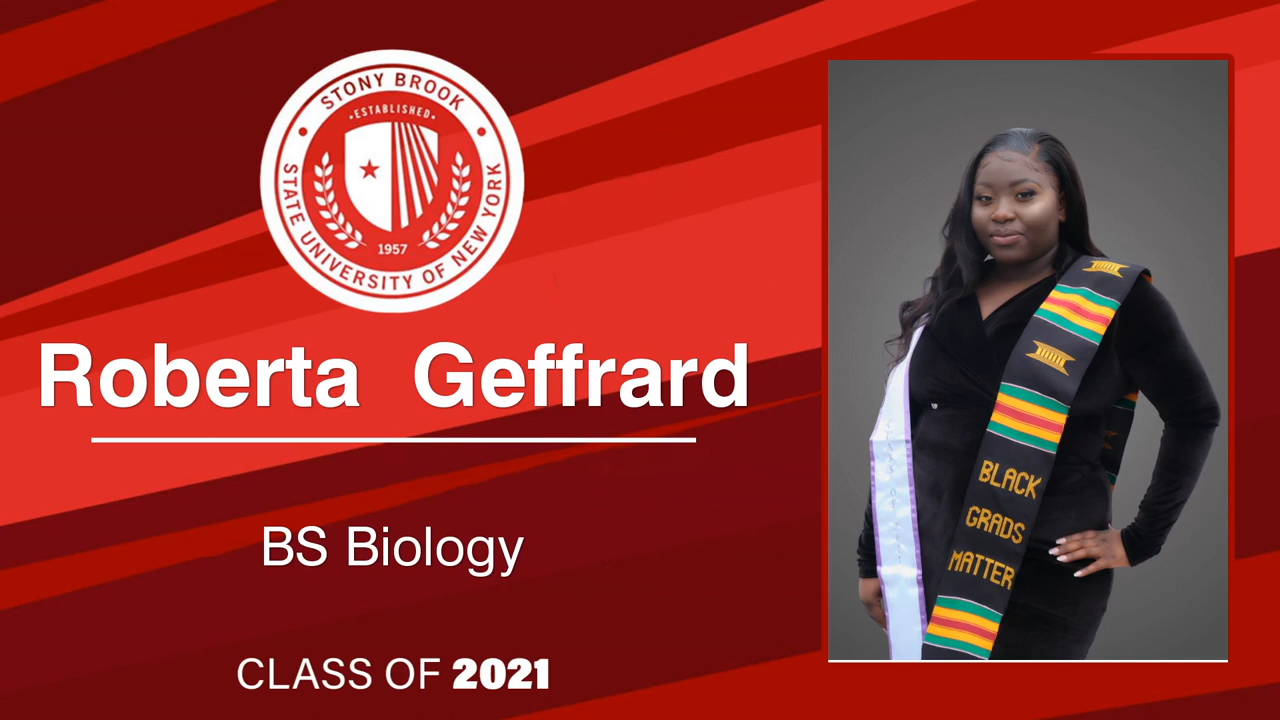 STONY BROOK
•ESTABLISHED•
1957
STATE UNIVERSITY OF NEW YORK
Roberta Geffrard
BS Biology
CLASS OF 2021
BLACK
GRADS
MATTER